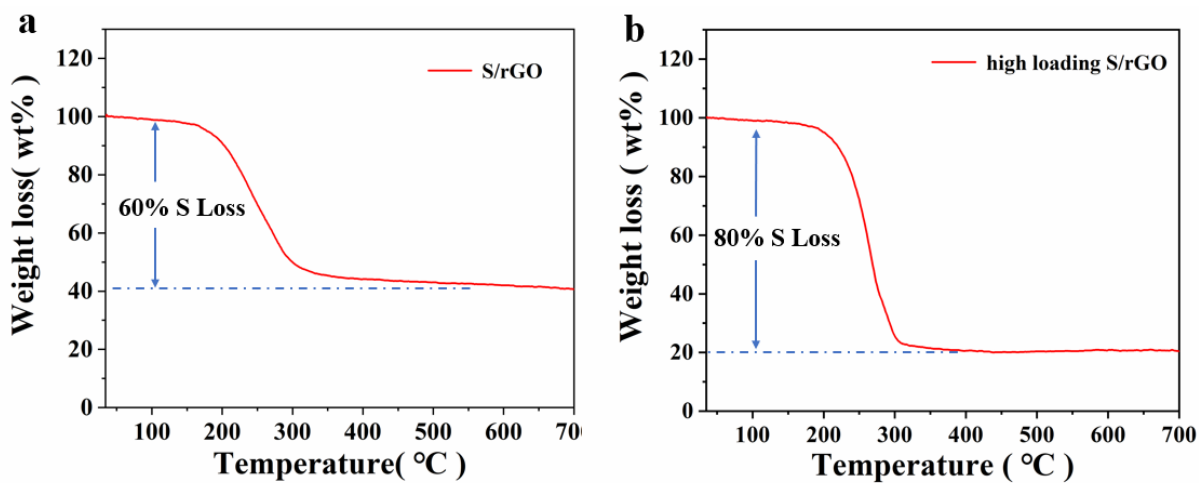 a
S/rGO
120
100
80
60
40
20
0
60% S Loss
Weight loss( wt% )
100 200 300 400 500 600 700
Temperature( °C )
b
high loading S/rGO
120
100
80
60
40
20
0
80% S Loss
Weight loss ( wt% )
100 200 300 400 500 600 700
Temperature ( °C )